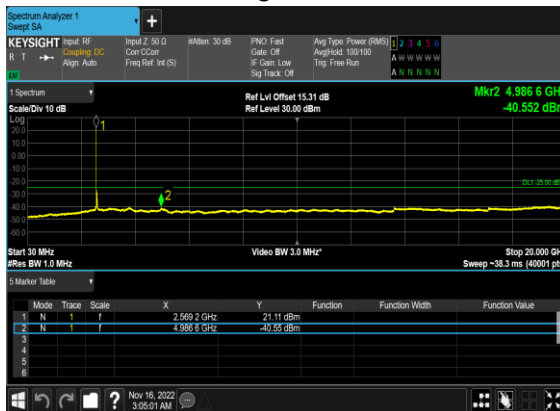 Spectrum Analyzer 1
Swept SA
KEYSIGHT
R T
Input: RF
Coupling: DC
Align: Auto
Input Z: 50 Ω
Corr CCorr
Freq Ref: Int (S)
#Atten: 30 dB
PNO: Fast
Gate: Off
IF Gain: Low
Sig Track: Off
Avg Type: Power (RMS)
Avg|Hold: 100/100
Trig: Free Run
1 2 3 4 5 6
A W W W W W
A N N N N N
1 Spectrum
Scale/Div 10 dB
Ref Lvl Offset 15.31 dB
Ref Level 30.00 dBm
Mkr2 4.986 6 GH
-40.552 dBr
Log
20.0
10.0
0.00
-10.0
-20.0
-30.0
-40.0
-50.0
-60.0
1
2
DL1 -25.00 dB
Start 30 MHz
#Res BW 1.0 MHz
Video BW 3.0 MHz*
Stop 20.000 GH
Sweep ~38.3 ms (40001 pt
5 Marker Table
Mode Trace Scale X Y Function Function Width Function Value
1 N 1 f 2.569 2 GHz 21.11 dBm
2 N 1 f 4.986 6 GHz -40.55 dBm
3
4
5
6
?
Nov 16, 2022
3:05:01 AM